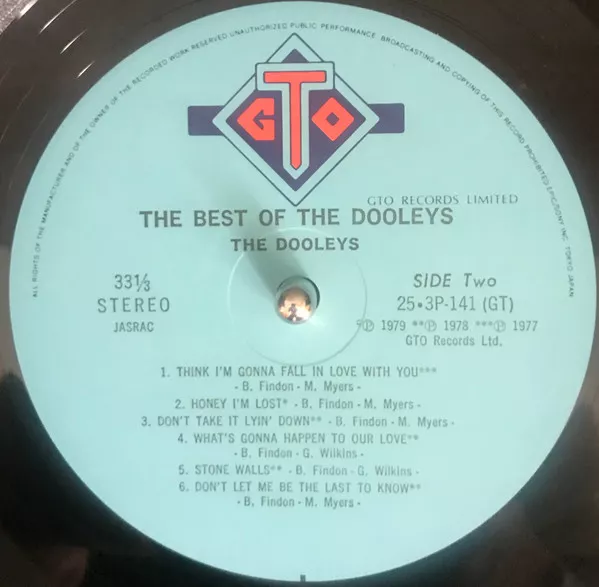 ALL RIGHTS OF THE MANUFACTURER AND OF THE OWNER OF THE RECORDED WORK RESERVED UNAUTHORIZED PUBLIC PERFORMANCE. BROADCASTING AND COPYING OF THIS RECORD PROHIBITED EPIC/SONY INC. TOKYO JAPAN
GTO
GTO RECORDS LIMITED
THE BEST OF THE DOOLEYS
THE DOOLEYS
33⅓
STEREO
JASRAC
SIDE Two
25•3P-141 (GT)
*Ⓟ 1979 **Ⓟ 1978 ***Ⓟ 1977
GTO Records Ltd.
1. THINK I'M GONNA FALL IN LOVE WITH YOU***
- B. Findon - M. Myers -
2. HONEY I'M LOST* - B. Findon - M. Myers -
3. DON'T TAKE IT LYIN' DOWN** - B. Findon - M. Myers -
4. WHAT'S GONNA HAPPEN TO OUR LOVE**
- B. Findon - G. Wilkins -
5. STONE WALLS** - B. Findon - G. Wilkins -
6. DON'T LET ME BE THE LAST TO KNOW**
- B. Findon - M. Myers -